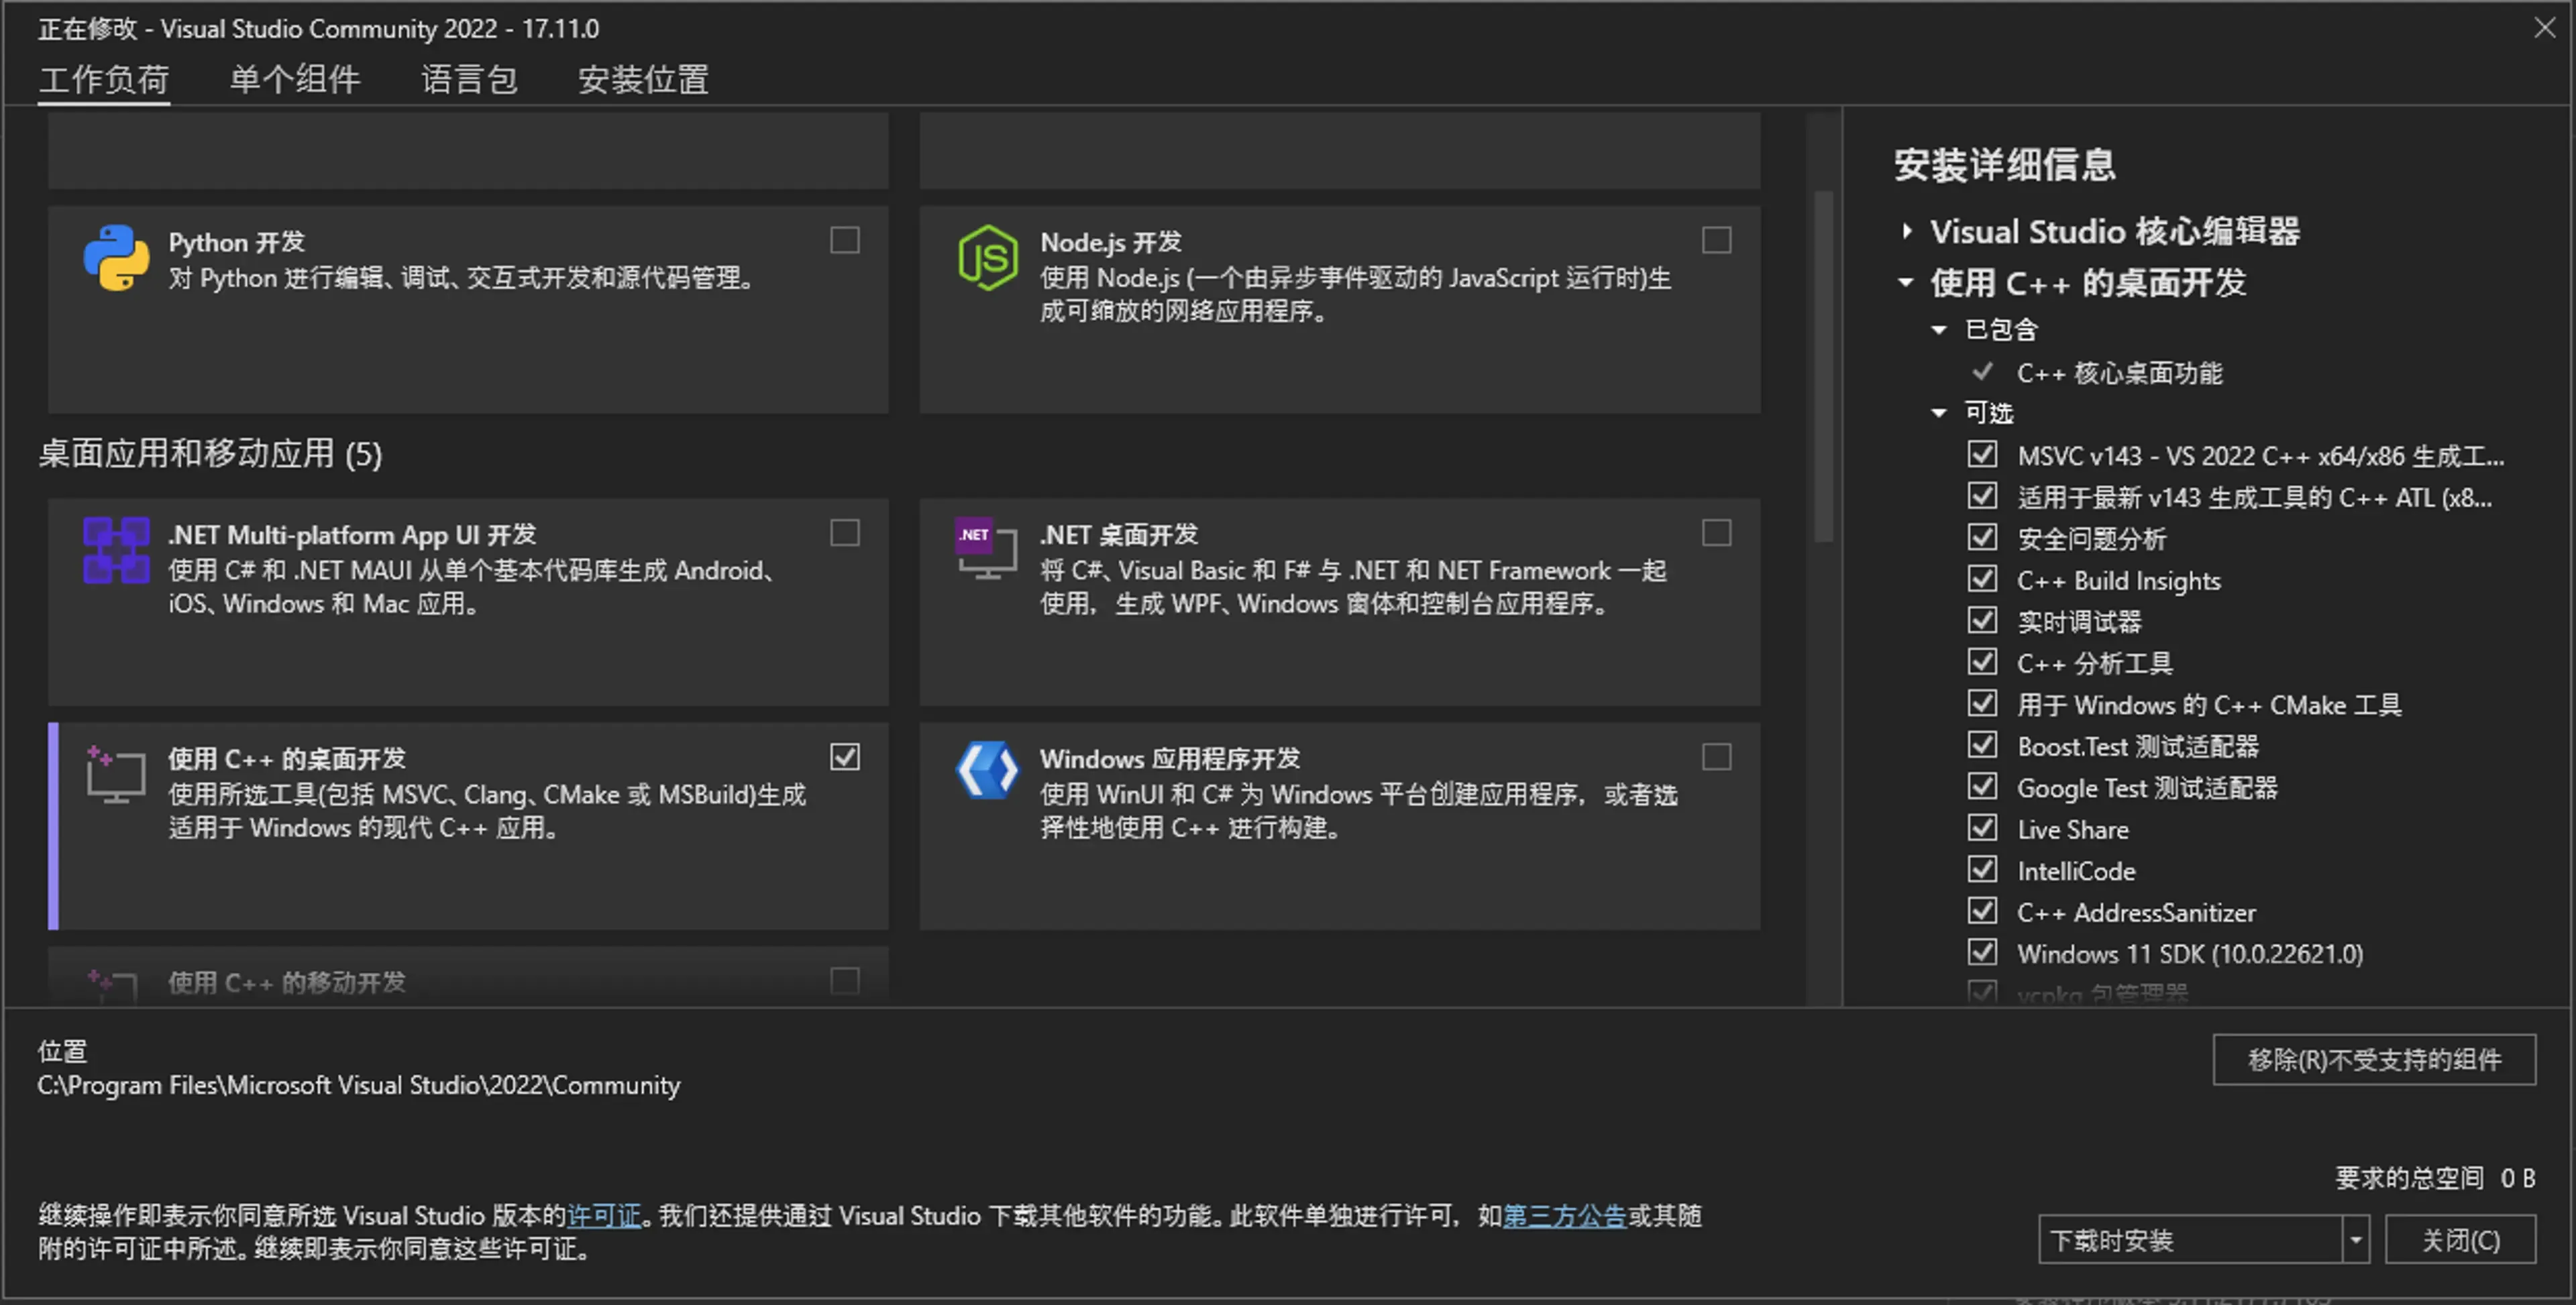 正在修改 - Visual Studio Community 2022 - 17.11.0
工作负荷 单个组件 语言包 安装位置
Python 开发
对 Python 进行编辑、调试、交互式开发和源代码管理。
Node.js 开发
使用 Node.js (一个由异步事件驱动的 JavaScript 运行时)生
成可缩放的网络应用程序。
桌面应用和移动应用 (5)
.NET Multi-platform App UI 开发
使用 C# 和 .NET MAUI 从单个基本代码库生成 Android、
iOS、Windows 和 Mac 应用。
.NET
.NET 桌面开发
将 C#、Visual Basic 和 F# 与 .NET 和 NET Framework 一起
使用，生成 WPF、Windows 窗体和控制台应用程序。
使用 C++ 的桌面开发
使用所选工具(包括 MSVC、Clang、CMake 或 MSBuild)生成
适用于 Windows 的现代 C++ 应用。
Windows 应用程序开发
使用 WinUI 和 C# 为 Windows 平台创建应用程序，或者选
择性地使用 C++ 进行构建。
使用 C++ 的移动开发
安装详细信息
Visual Studio 核心编辑器
使用 C++ 的桌面开发
已包含
C++ 核心桌面功能
可选
MSVC v143 - VS 2022 C++ x64/x86 生成工...
适用于最新 v143 生成工具的 C++ ATL (x8...
安全问题分析
C++ Build Insights
实时调试器
C++ 分析工具
用于 Windows 的 C++ CMake 工具
Boost.Test 测试适配器
Google Test 测试适配器
Live Share
IntelliCode
C++ AddressSanitizer
Windows 11 SDK (10.0.22621.0)
vcpkg 包管理器
位置
C:\Program Files\Microsoft Visual Studio\2022\Community
移除(R)不受支持的组件
要求的总空间 0 B
继续操作即表示你同意所选 Visual Studio 版本的许可证。我们还提供通过 Visual Studio 下载其他软件的功能。此软件单独进行许可，如第三方公告或其随
附的许可证中所述。继续即表示你同意这些许可证。
下载时安装
关闭(C)